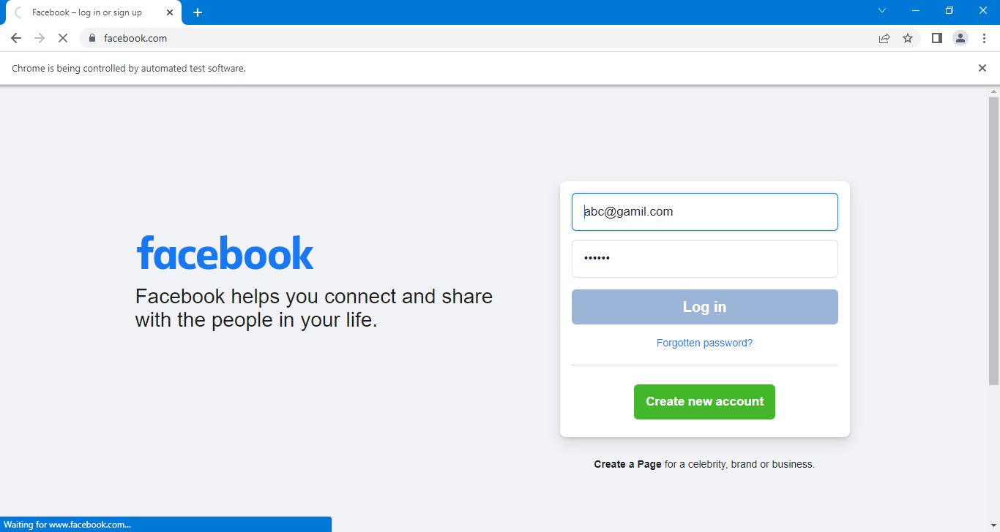 Facebook – log in or sign up
facebook.com
Chrome is being controlled by automated test software.
abc@gamil.com
••••••
facebook
Facebook helps you connect and share
with the people in your life.
Log in
Forgotten password?
Create new account
Create a Page for a celebrity, brand or business.
Waiting for www.facebook.com...